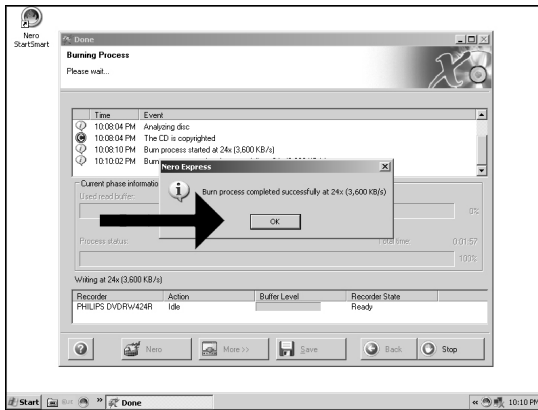 Nero
StartSmart
Done
Burning Process
Please wait...
Time Event
10:08:04 PM Analyzing disc
10:08:04 PM The CD is copyrighted
10:08:10 PM Burn process started at 24x (3,600 KB/s)
10:10:02 PM Burn
Nero Express
Burn process completed successfully at 24x (3,600 KB/s)
OK
Current phase information
Used read buffer:
0%
Process status:
Total time: 0:01:57
103%
Writing at 24x (3,600 KB/s)
Recorder Action Buffer Level Recorder State
PHILIPS DVDRW424R Idle Ready
Nero More >> Save Back Stop
Start Done 10:10 PM